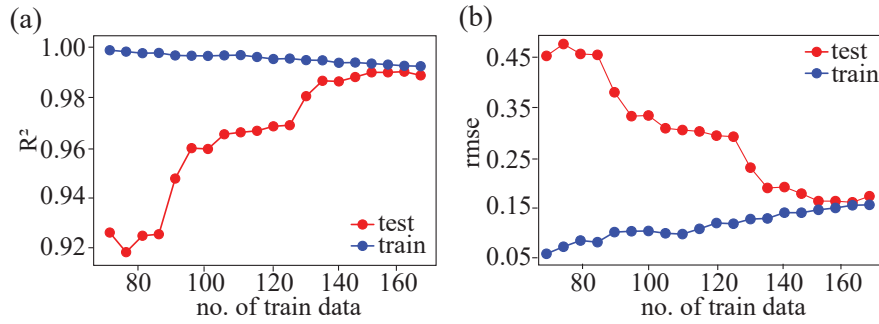 (a)
1.00
0.98
0.96
0.94
0.92
R²
test
train
80 100 120 140 160
no. of train data
(b)
0.45
0.35
0.25
0.15
0.05
rmse
test
train
80 100 120 140 160
no. of train data